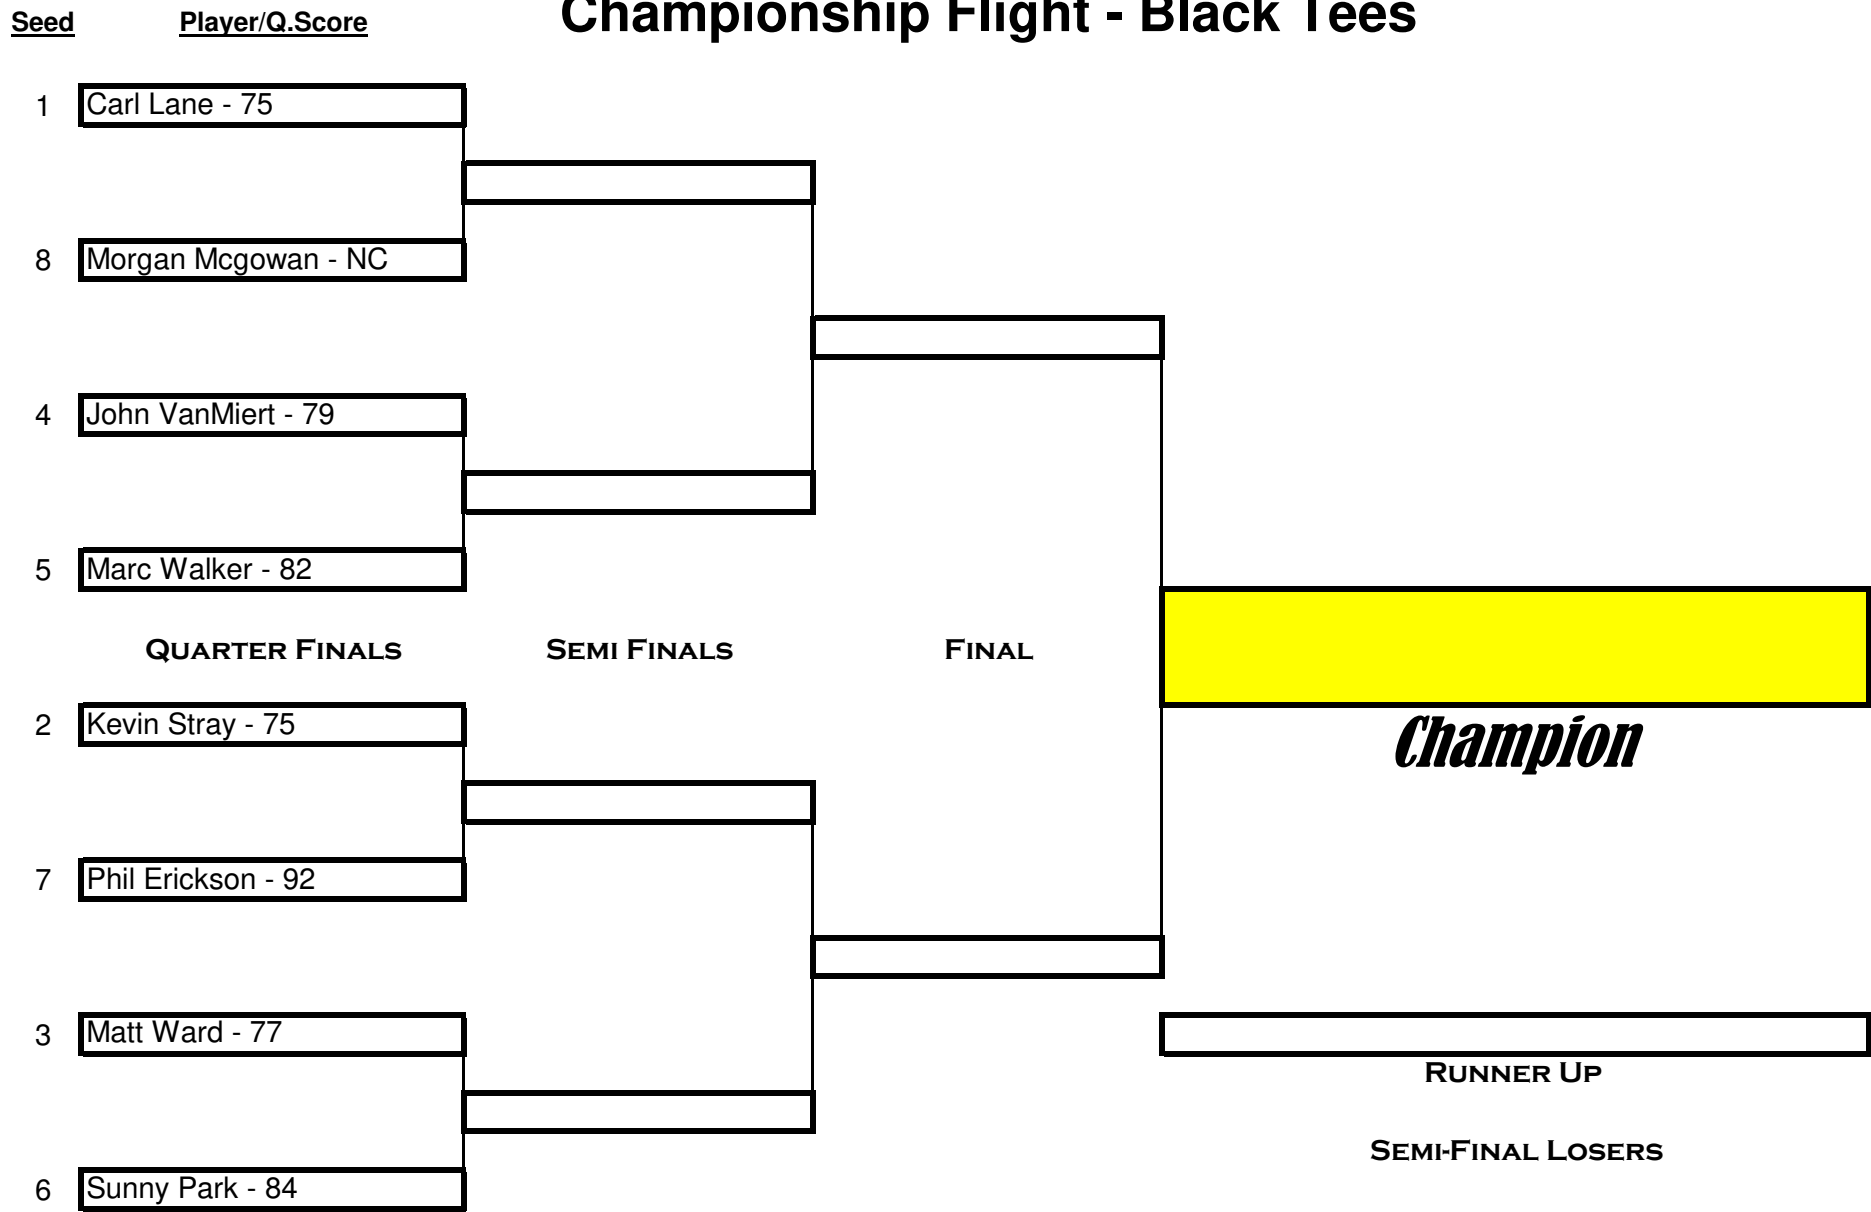 Championship Flight - Black Tees
Seed Player/Q.Score
1 Carl Lane - 75
8 Morgan Mcgowan - NC
4 John VanMiert - 79
5 Marc Walker - 82
Quarter Finals Semi Finals Final
2 Kevin Stray - 75
Champion
7 Phil Erickson - 92
3 Matt Ward - 77
Runner Up
Semi-Final Losers
6 Sunny Park - 84